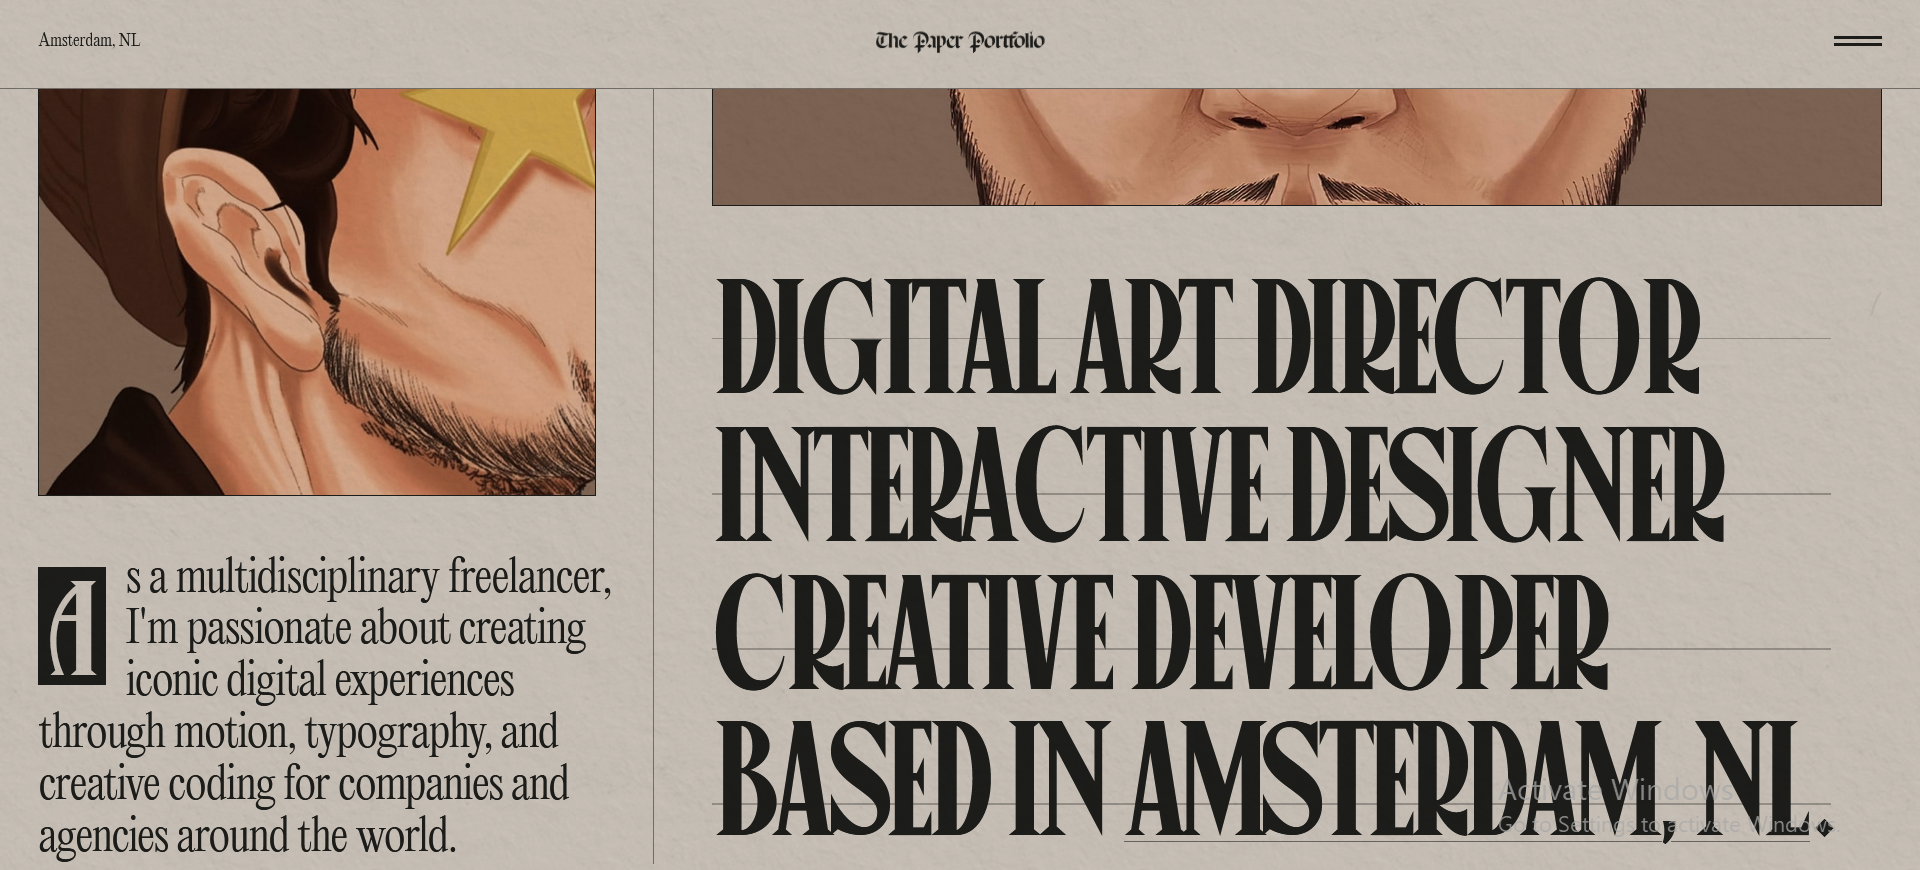 Amsterdam, NL
The Paper Portfolio
As a multidisciplinary freelancer,
I'm passionate about creating
iconic digital experiences
through motion, typography, and
creative coding for companies and
agencies around the world.
DIGITAL ART DIRECTOR
INTERACTIVE DESIGNER
CREATIVE DEVELOPER
BASED IN AMSTERDAM, NL.
Activate Windows
Go to Settings to activate Windows.